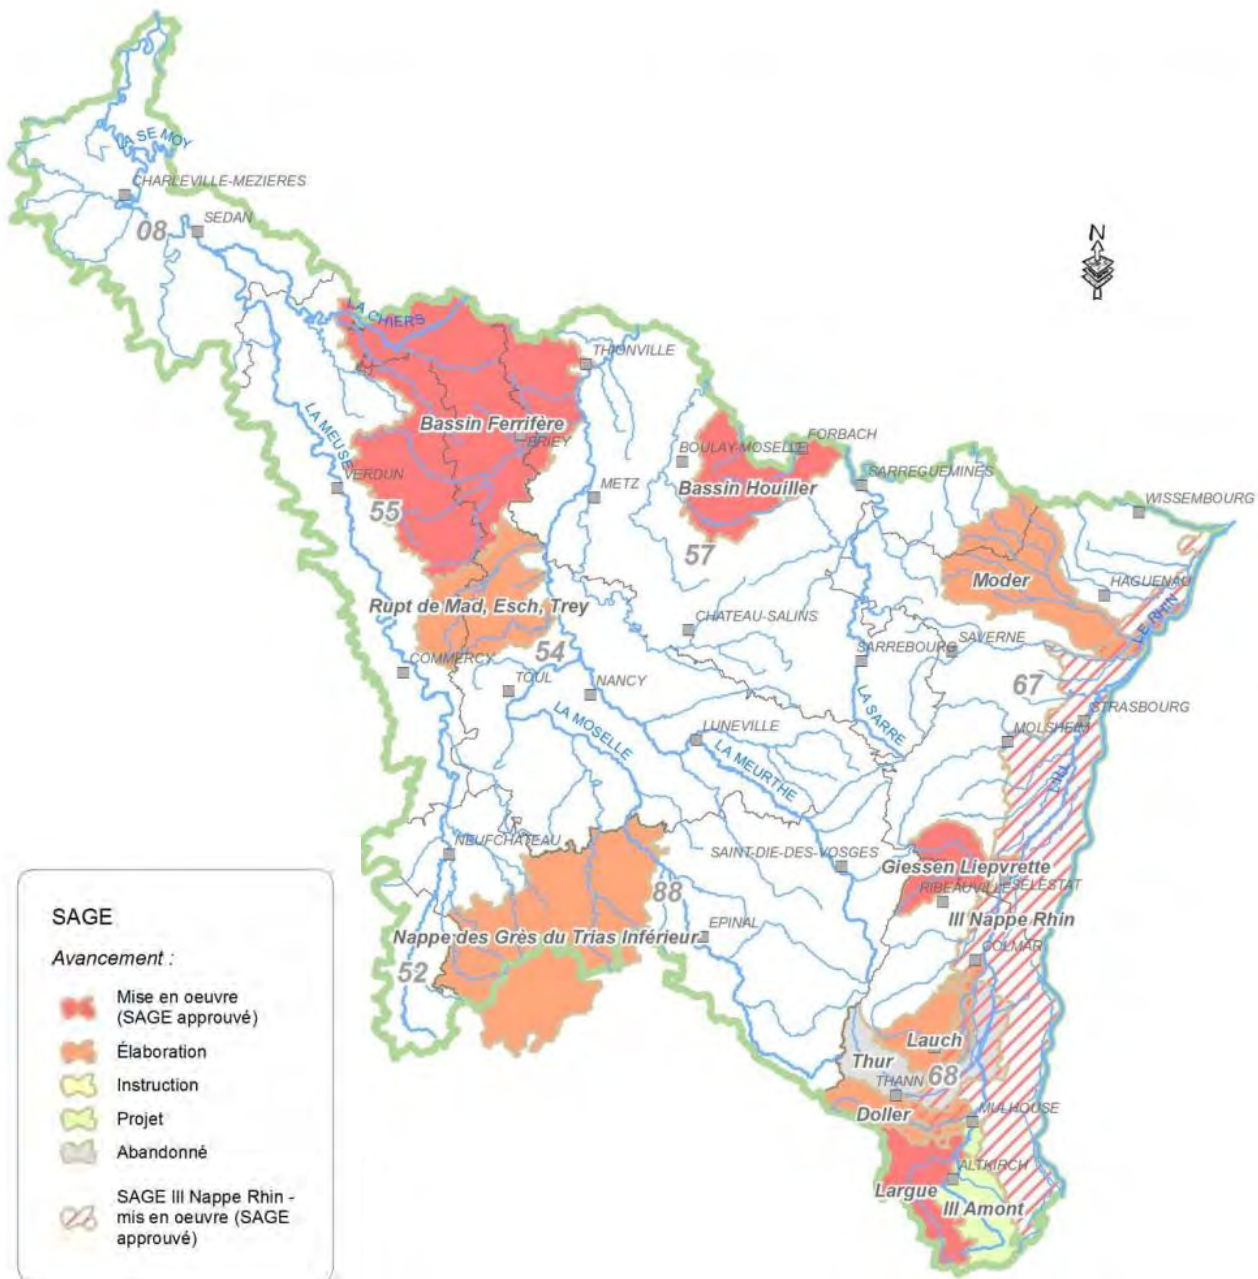 LA SE MOY
CHARLEVILLE-MEZIERES
08
SEDAN
N
LA CHIERS
THIONVILLE
Bassin Ferrifère
BRIEY
LA MEUSE
VERDUN
55
METZ
BOULAY-MOSELLE
FORBACH
Bassin Houiller
SARREGUEMINES
WISSEMBOURG
57
Moder
HAGUENAU
Rupt de Mad, Esch, Trey
CHATEAU-SALINS
LE RHIN
54
COMMERCY
TOUL
NANCY
SARREBOURG
SAVERNE
67
LA MOSELLE
LUNEVILLE
LA MEURTHE
LA SARRE
STRASBOURG
MOLSHEIM
L'ILL
NEUFCHATEAU
SAINT-DIE-DES-VOSGES
Giessen Liepvrette
SELESTAT
RIBEAUVILLE
88
Ill Nappe Rhin
EPINAL
Nappe des Grès du Trias Inférieur
COLMAR
52
Lauch
Thur
68
THANN
Doller
MULHOUSE
ALTKIRCH
Largue
Ill Amont
SAGE
Avancement :
Mise en oeuvre
(SAGE approuvé)
Élaboration
Instruction
Projet
Abandonné
SAGE Ill Nappe Rhin -
mis en oeuvre (SAGE
approuvé)